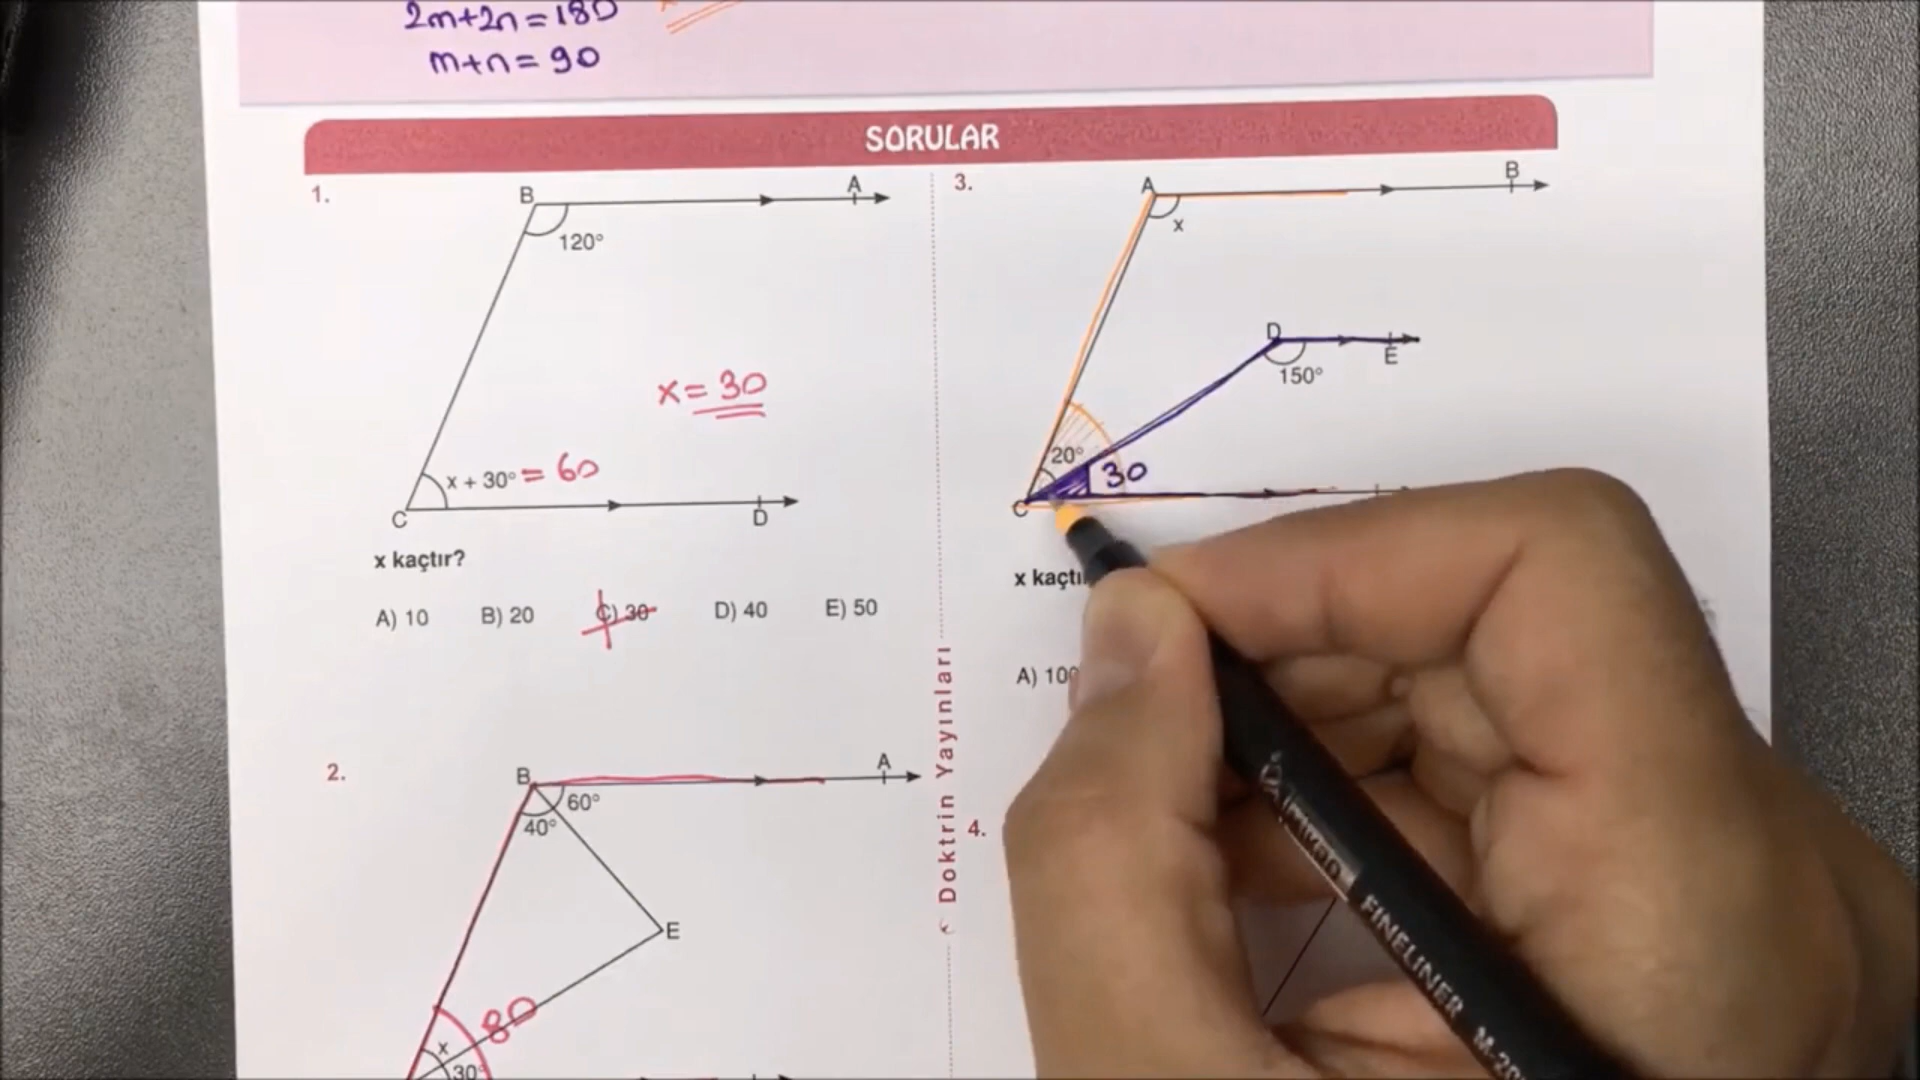 2m+2n=180
m+n=90
SORULAR
1.
B
A
120°
x=30
x + 30° = 60
C
D
x kaçtır?
A) 10 B) 20 C) 30 D) 40 E) 50
2.
B
A
60°
40°
E
80
x
30°
Doktrin Yayınları
3.
A
B
x
D
E
150°
20°
30
C
x
A)
4.
FINELINER